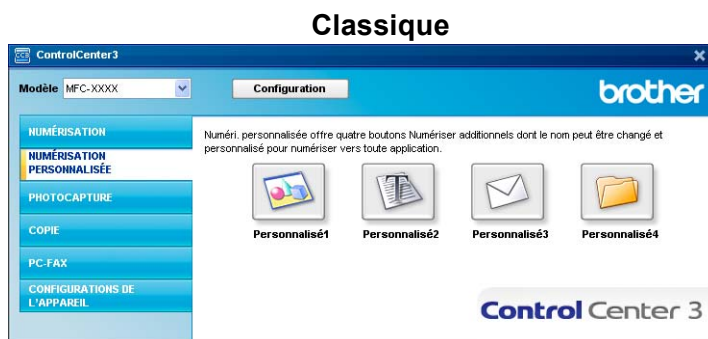 Classique
ControlCenter3
Modèle MFC-XXXX Configuration
brother
NUMÉRISATION
NUMÉRISATION
PERSONNALISÉE
PHOTOCAPTURE
COPIE
PC-FAX
CONFIGURATIONS DE
L'APPAREIL
Numéri. personnalisée offre quatre boutons Numériser additionnels dont le nom peut être changé et
personnalisé pour numériser vers toute application.
Personnalisé1 Personnalisé2 Personnalisé3 Personnalisé4
Control Center 3